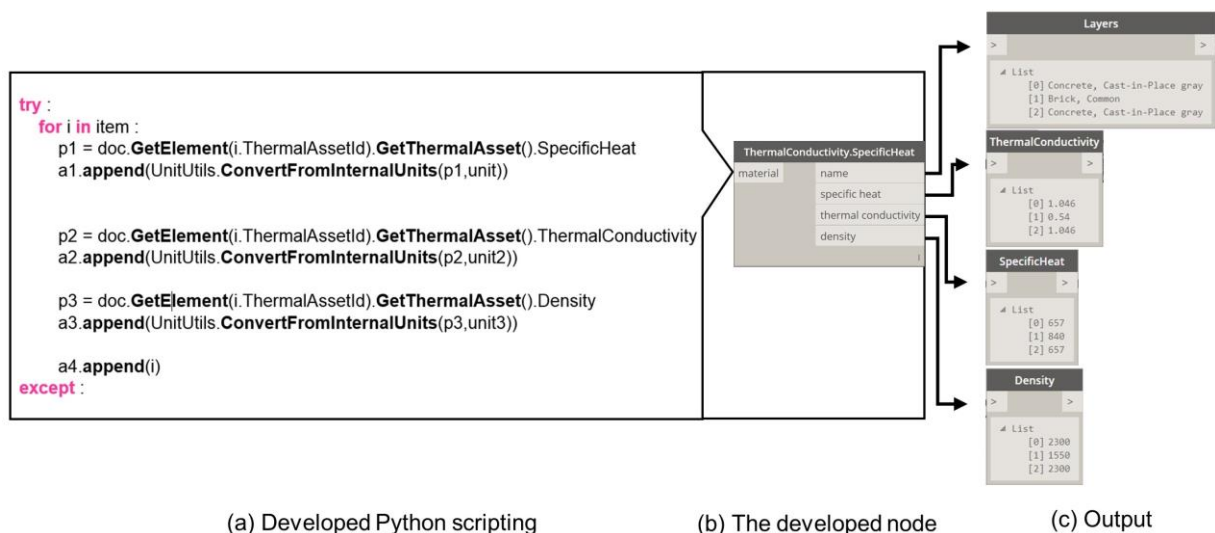 try :
for i in item :
p1 = doc.GetElement(i.ThermalAssetId).GetThermalAsset().SpecificHeat
a1.append(UnitUtils.ConvertFromInternalUnits(p1,unit))
p2 = doc.GetElement(i.ThermalAssetId).GetThermalAsset().ThermalConductivity
a2.append(UnitUtils.ConvertFromInternalUnits(p2,unit2))
p3 = doc.GetElement(i.ThermalAssetId).GetThermalAsset().Density
a3.append(UnitUtils.ConvertFromInternalUnits(p3,unit3))
a4.append(i)
except :
ThermalConductivity.SpecificHeat
material name
specific heat
thermal conductivity
density
l
Layers
> >
List
[0] Concrete, Cast-in-Place gray
[1] Brick, Common
[2] Concrete, Cast-in-Place gray
ThermalConductivity
> >
List
[0] 1.046
[1] 0.54
[2] 1.046
SpecificHeat
> >
List
[0] 657
[1] 840
[2] 657
Density
> >
List
[0] 2300
[1] 1550
[2] 2300
(a) Developed Python scripting
(b) The developed node
(c) Output